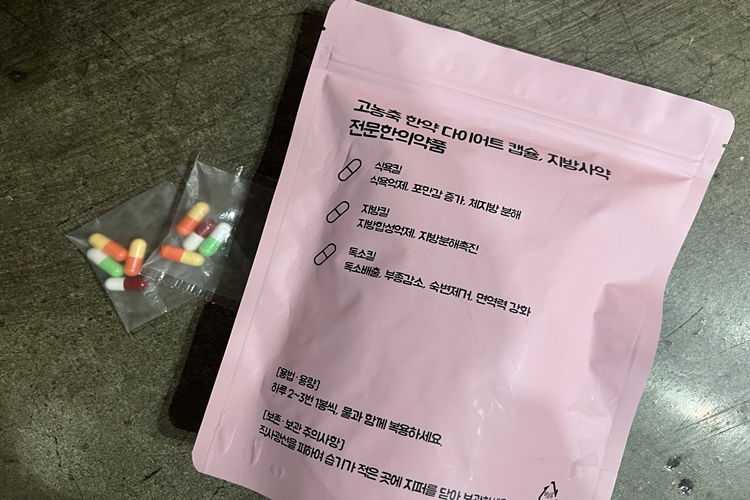 고농축 한약 다이어트 캡슐, 지방사약
전문한의약품
식욕킬
식욕억제, 포만감 증가, 체지방 분해
지방킬
지방합성억제, 지방분해촉진
독소킬
독소배출, 부종감소, 숙변제거, 면역력 강화
[용법·용량]
하루 2~3번 1봉씩, 물과 함께 복용하세요.
[보존·보관 주의사항]
직사광선을 피하여 습기가 적은 곳에 지퍼를 닫아